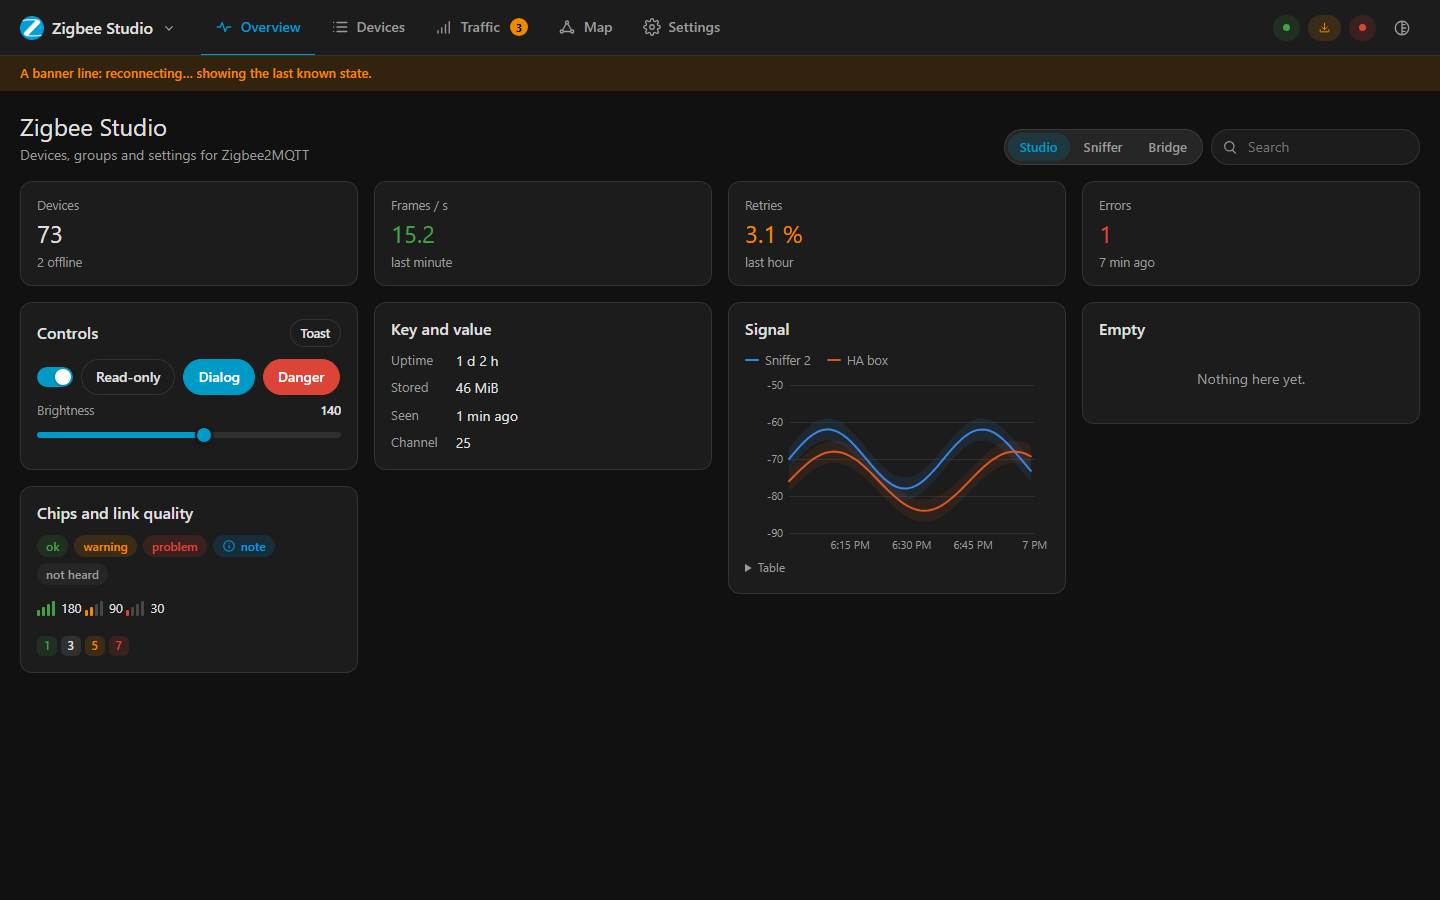 Zigbee Studio Overview Devices Traffic 3 Map Settings
A banner line: reconnecting... showing the last known state.
Zigbee Studio
Devices, groups and settings for Zigbee2MQTT
Studio Sniffer Bridge Search
Devices
73
2 offline
Frames / s
15.2
last minute
Retries
3.1 %
last hour
Errors
1
7 min ago
Controls Toast
Read-only Dialog Danger
Brightness 140
Key and value
Uptime 1 d 2 h
Stored 46 MiB
Seen 1 min ago
Channel 25
Signal
Sniffer 2 HA box
-50
-60
-70
-80
-90
6:15 PM 6:30 PM 6:45 PM 7 PM
Table
Empty
Nothing here yet.
Chips and link quality
ok warning problem note
not heard
180 90 30
1 3 5 7